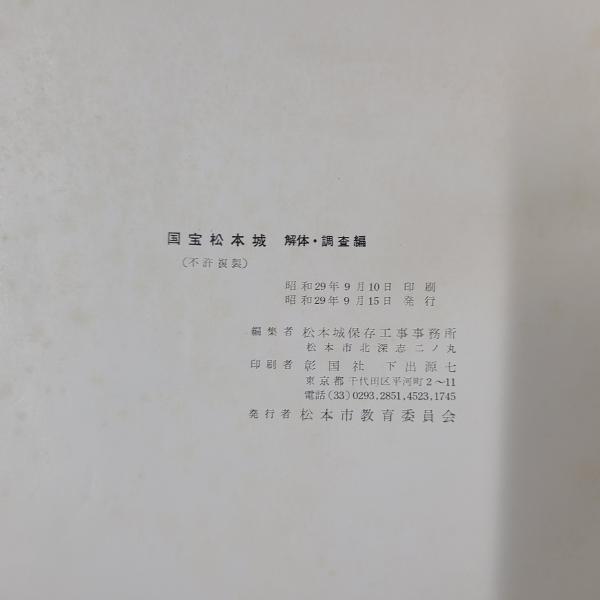 国宝松本城 解体・調査編
(不許複製)
昭和29年9月10日 印刷
昭和29年9月15日 発行
編集者 松本城保存工事事務所
松本市北深志二ノ丸
印刷者 彰国社 下出源七
東京都千代田区平河町2〜11
電話(33)0293,2851,4523,1745
発行者 松本市教育委員会